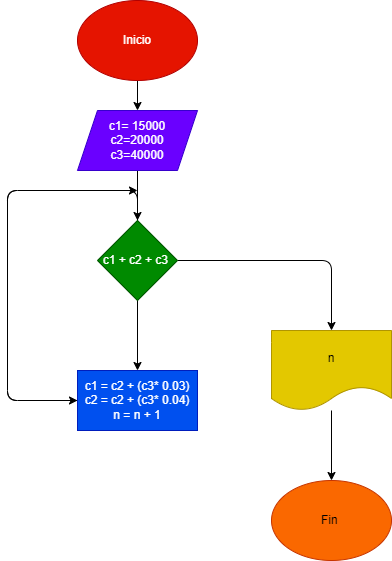 Inicio
c1= 15000
c2=20000
c3=40000
c1 + c2 + c3
c1 = c2 + (c3* 0.03)
c2 = c2 + (c3* 0.04)
n = n + 1
n
Fin